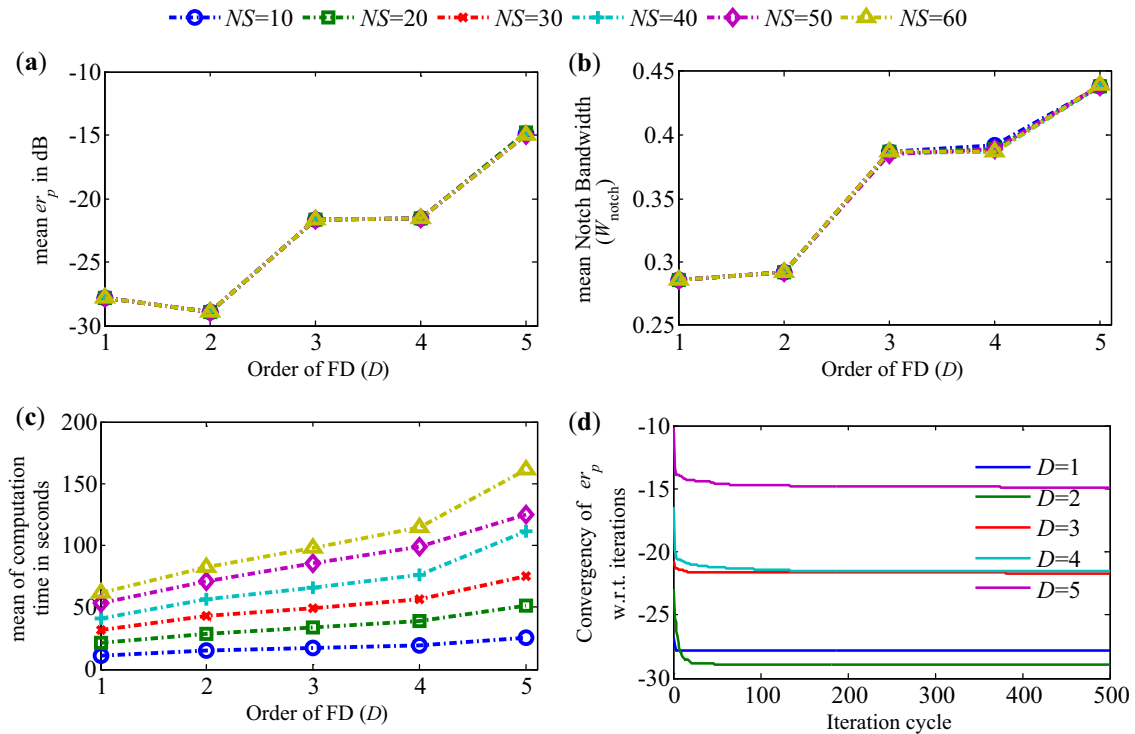 NS=10 NS=20 NS=30 NS=40 NS=50 NS=60
(a)
mean er_p in dB
-10
-15
-20
-25
-30
1 2 3 4 5
Order of FD (D)
(b)
mean Notch Bandwidth
(W_notch)
0.45
0.4
0.35
0.3
0.25
1 2 3 4 5
Order of FD (D)
(c)
mean of computation
time in seconds
200
150
100
50
0
1 2 3 4 5
Order of FD (D)
(d)
Convergency of er_p
w.r.t. iterations
-10
-15
-20
-25
-30
0 100 200 300 400 500
Iteration cycle
D=1
D=2
D=3
D=4
D=5